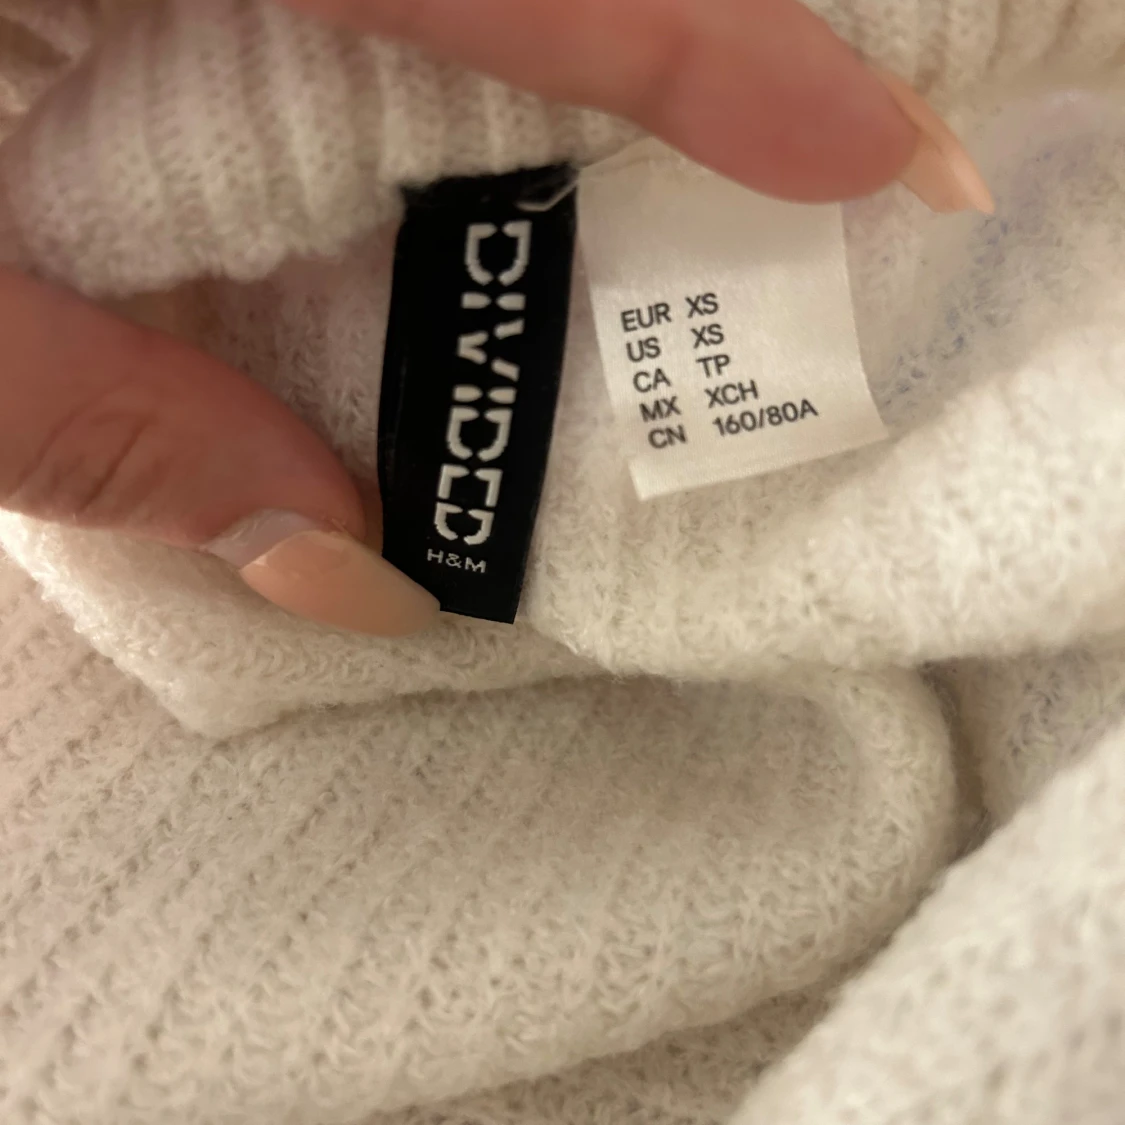 DIVIDED
H&M
EUR XS
US XS
CA TP
MX XCH
CN 160/80A